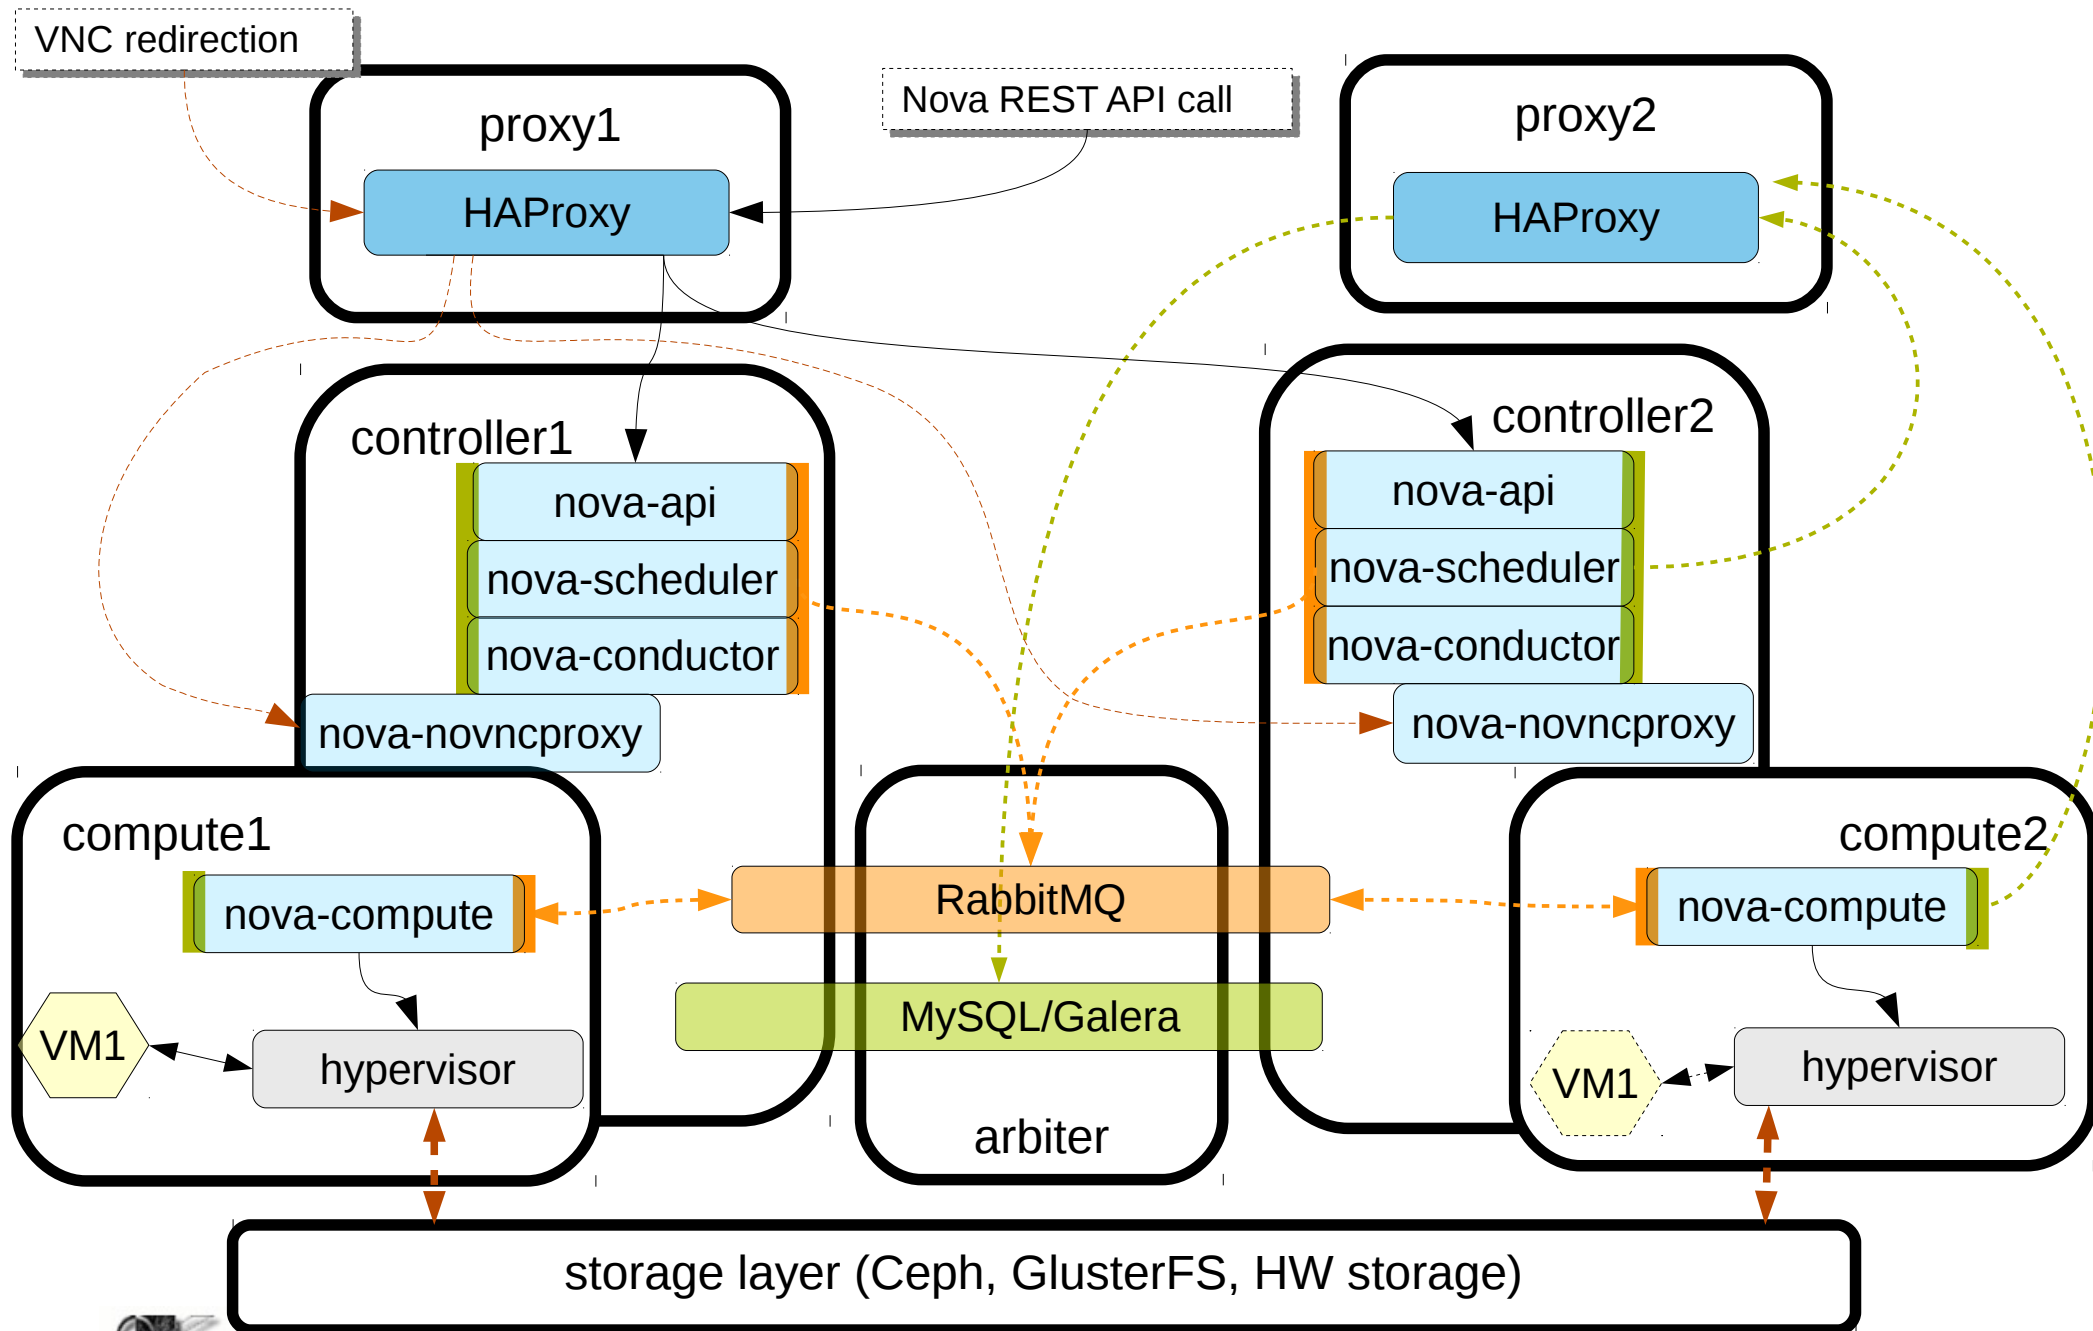 VNC redirection
Nova REST API call
proxy1
HAProxy
proxy2
HAProxy
controller1
nova-api
nova-scheduler
nova-conductor
nova-novncproxy
controller2
nova-api
nova-scheduler
nova-conductor
nova-novncproxy
compute1
nova-compute
VM1
hypervisor
RabbitMQ
MySQL/Galera
arbiter
compute2
nova-compute
VM1
hypervisor
storage layer (Ceph, GlusterFS, HW storage)